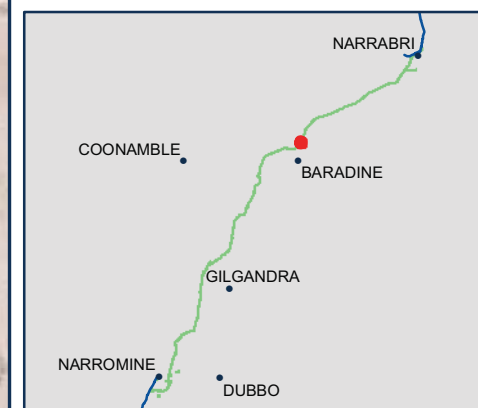 NARRABRI
COONAMBLE
BARADINE
GILGANDRA
NARROMINE
DUBBO